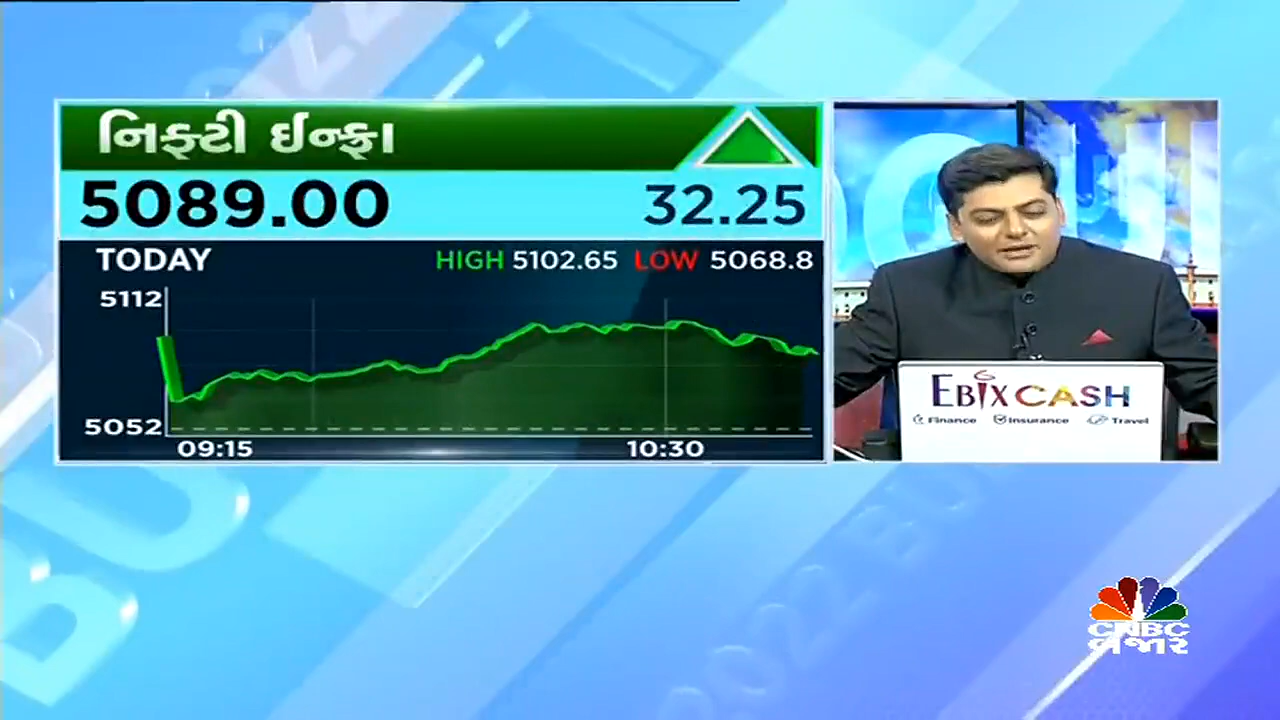 નિફ્ટી ઈન્ફ્રા
5089.00 32.25
TODAY HIGH 5102.65 LOW 5068.8
5112
5052
09:15 10:30
EBIXCASH
Finance Insurance Travel
CNBC
બજાર